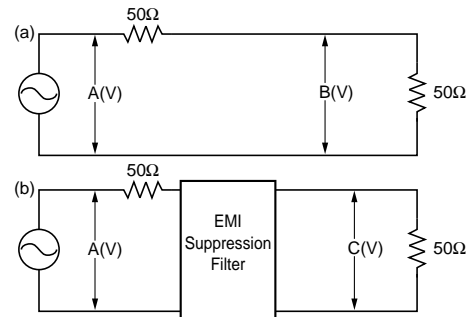 (a)
50Ω
A(V)
B(V)
50Ω
(b)
50Ω
A(V)
EMI
Suppression
Filter
C(V)
50Ω